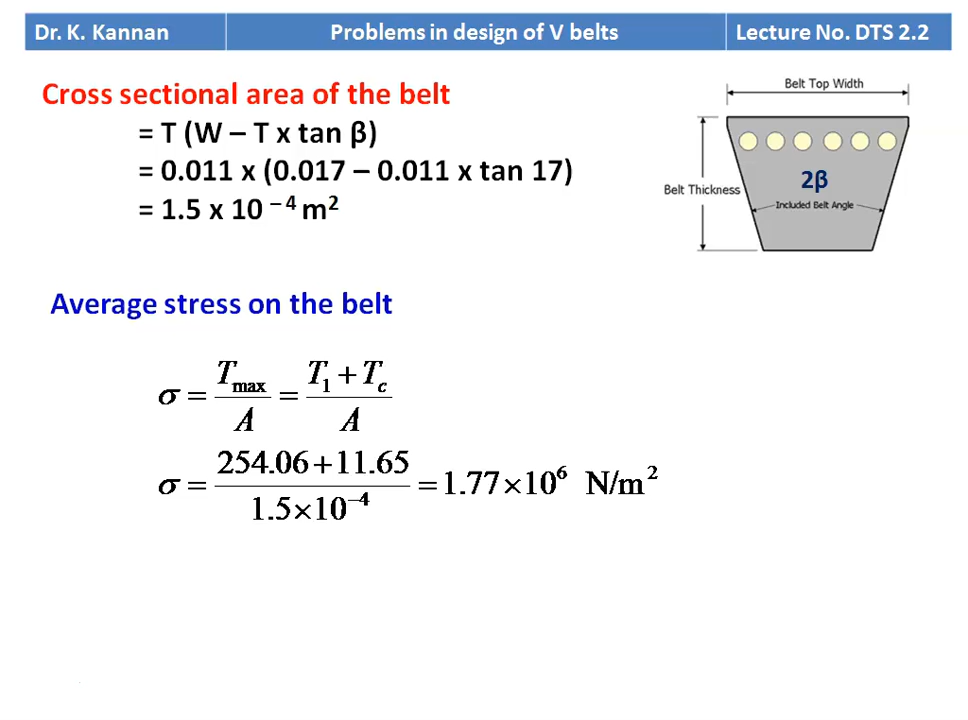 Dr. K. Kannan
Problems in design of V belts
Lecture No. DTS 2.2
Cross sectional area of the belt
= T (W – T x tan β)
= 0.011 x (0.017 – 0.011 x tan 17)
= 1.5 x 10 ⁻⁴ m²
Belt Top Width
Belt Thickness
2β
Included Belt Angle
Average stress on the belt
σ = Tmax / A = (T₁ + Tc) / A
σ = (254.06 + 11.65) / (1.5×10⁻⁴) = 1.77×10⁶ N/m²